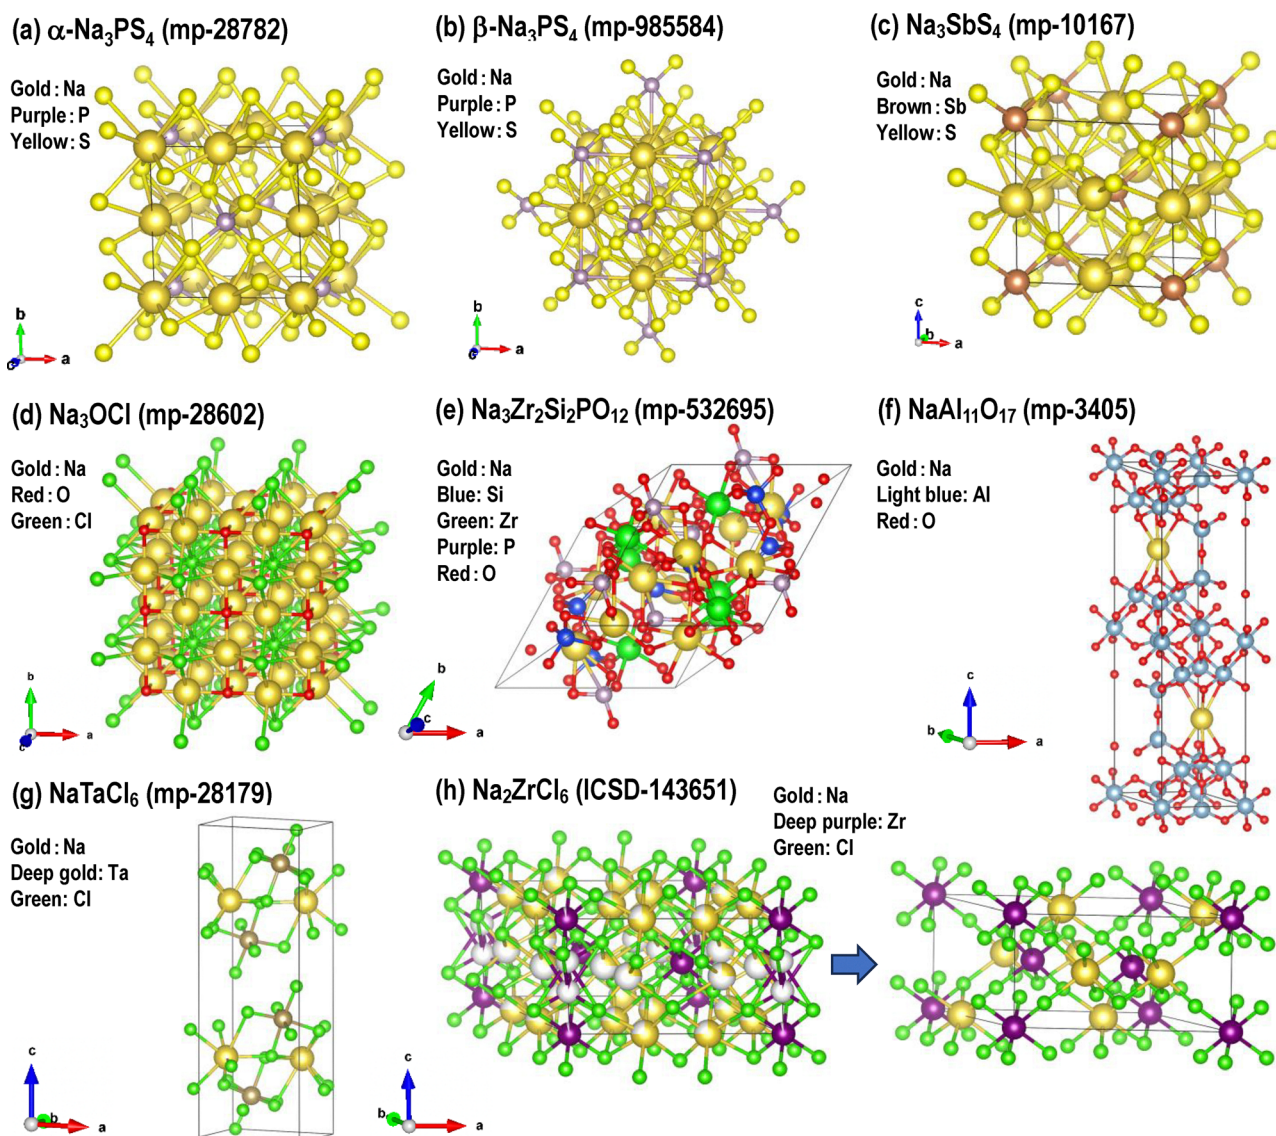 (a) α-Na₃PS₄ (mp-28782)
Gold : Na
Purple : P
Yellow : S
b
a
c
(b) β-Na₃PS₄ (mp-985584)
Gold : Na
Purple : P
Yellow : S
b
a
c
(c) Na₃SbS₄ (mp-10167)
Gold : Na
Brown : Sb
Yellow : S
c
b
a
(d) Na₃OCl (mp-28602)
Gold : Na
Red : O
Green : Cl
b
a
c
(e) Na₃Zr₂Si₂PO₁₂ (mp-532695)
Gold : Na
Blue : Si
Green : Zr
Purple: P
Red : O
b
c
a
(f) NaAl₁₁O₁₇ (mp-3405)
Gold : Na
Light blue: Al
Red : O
c
b
a
(g) NaTaCl₆ (mp-28179)
Gold : Na
Deep gold: Ta
Green: Cl
c
b
a
(h) Na₂ZrCl₆ (ICSD-143651)
Gold : Na
Deep purple: Zr
Green: Cl
c
b
a